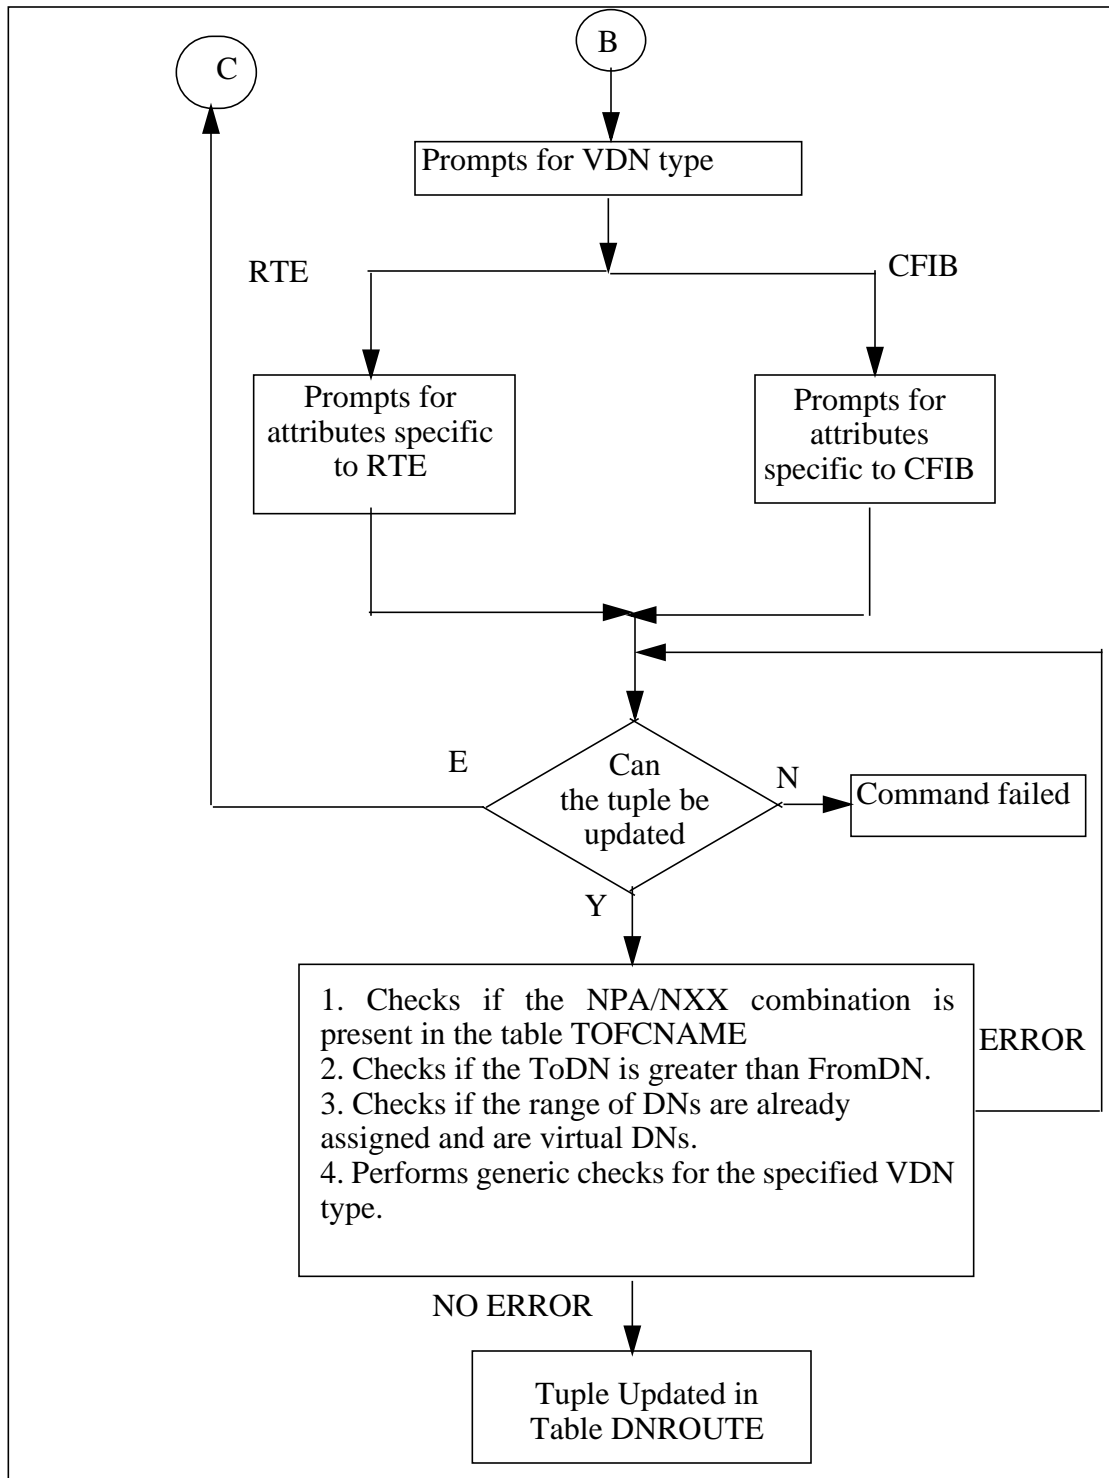 C
B
Prompts for VDN type
RTE
CFIB
Prompts for
attributes specific
to RTE
Prompts for
attributes
specific to CFIB
E
Can
the tuple be
updated
N
Command failed
Y
1. Checks if the NPA/NXX combination is
present in the table TOFCNAME
2. Checks if the ToDN is greater than FromDN.
3. Checks if the range of DNs are already
assigned and are virtual DNs.
4. Performs generic checks for the specified VDN
type.
ERROR
NO ERROR
Tuple Updated in
Table DNROUTE